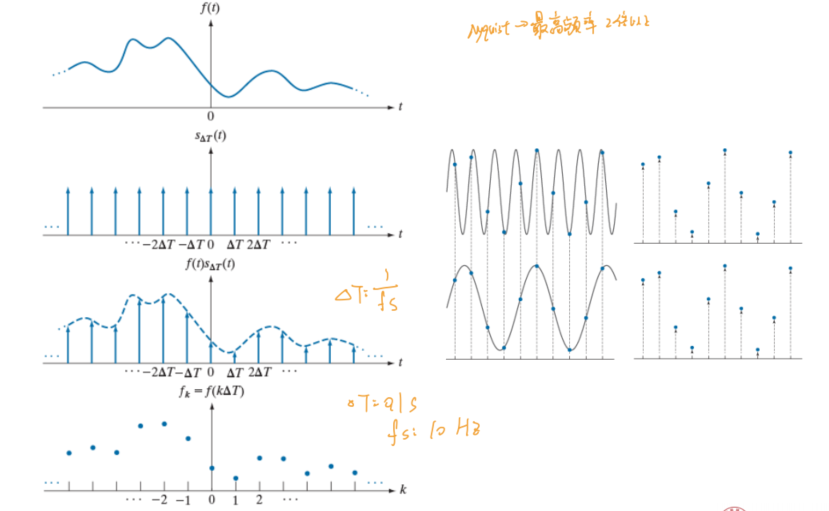 f(t)
Nyquist → 最高频率 2倍以上
t
0
s_ΔT(t)
t
··· −2ΔT −ΔT 0 ΔT 2ΔT ···
f(t)s_ΔT(t)
ΔT = 1/fs
t
··· −2ΔT −ΔT 0 ΔT 2ΔT ···
f_k = f(kΔT)
ΔT = 0.1s
fs: 10 Hz
k
··· −2 −1 0 1 2 ···